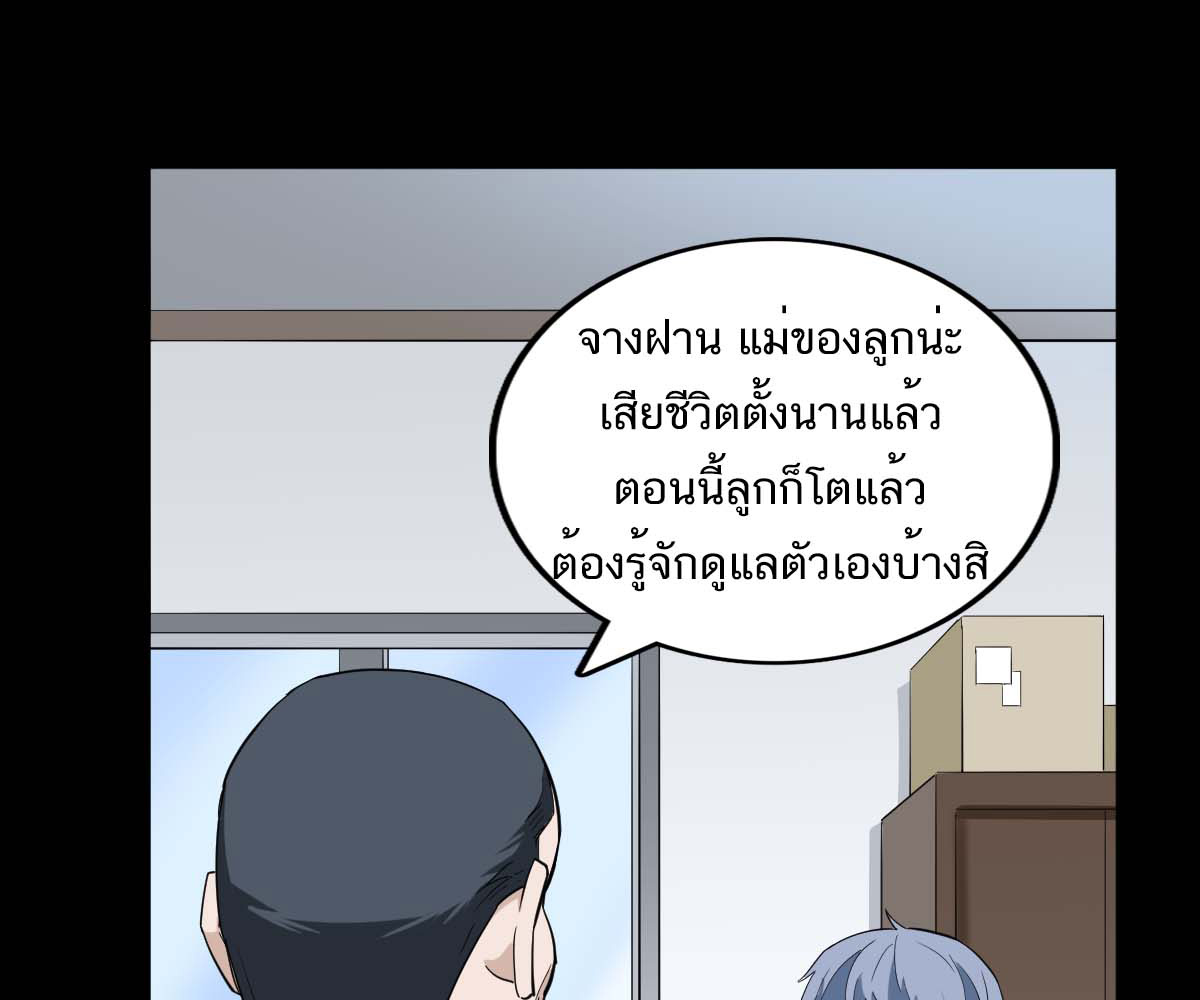 จางฝาน แม่ของลูกน่ะ
เสียชีวิตตั้งนานแล้ว
ตอนนี้ลูกก็โตแล้ว
ต้องรู้จักดูแลตัวเองบ้างสิ